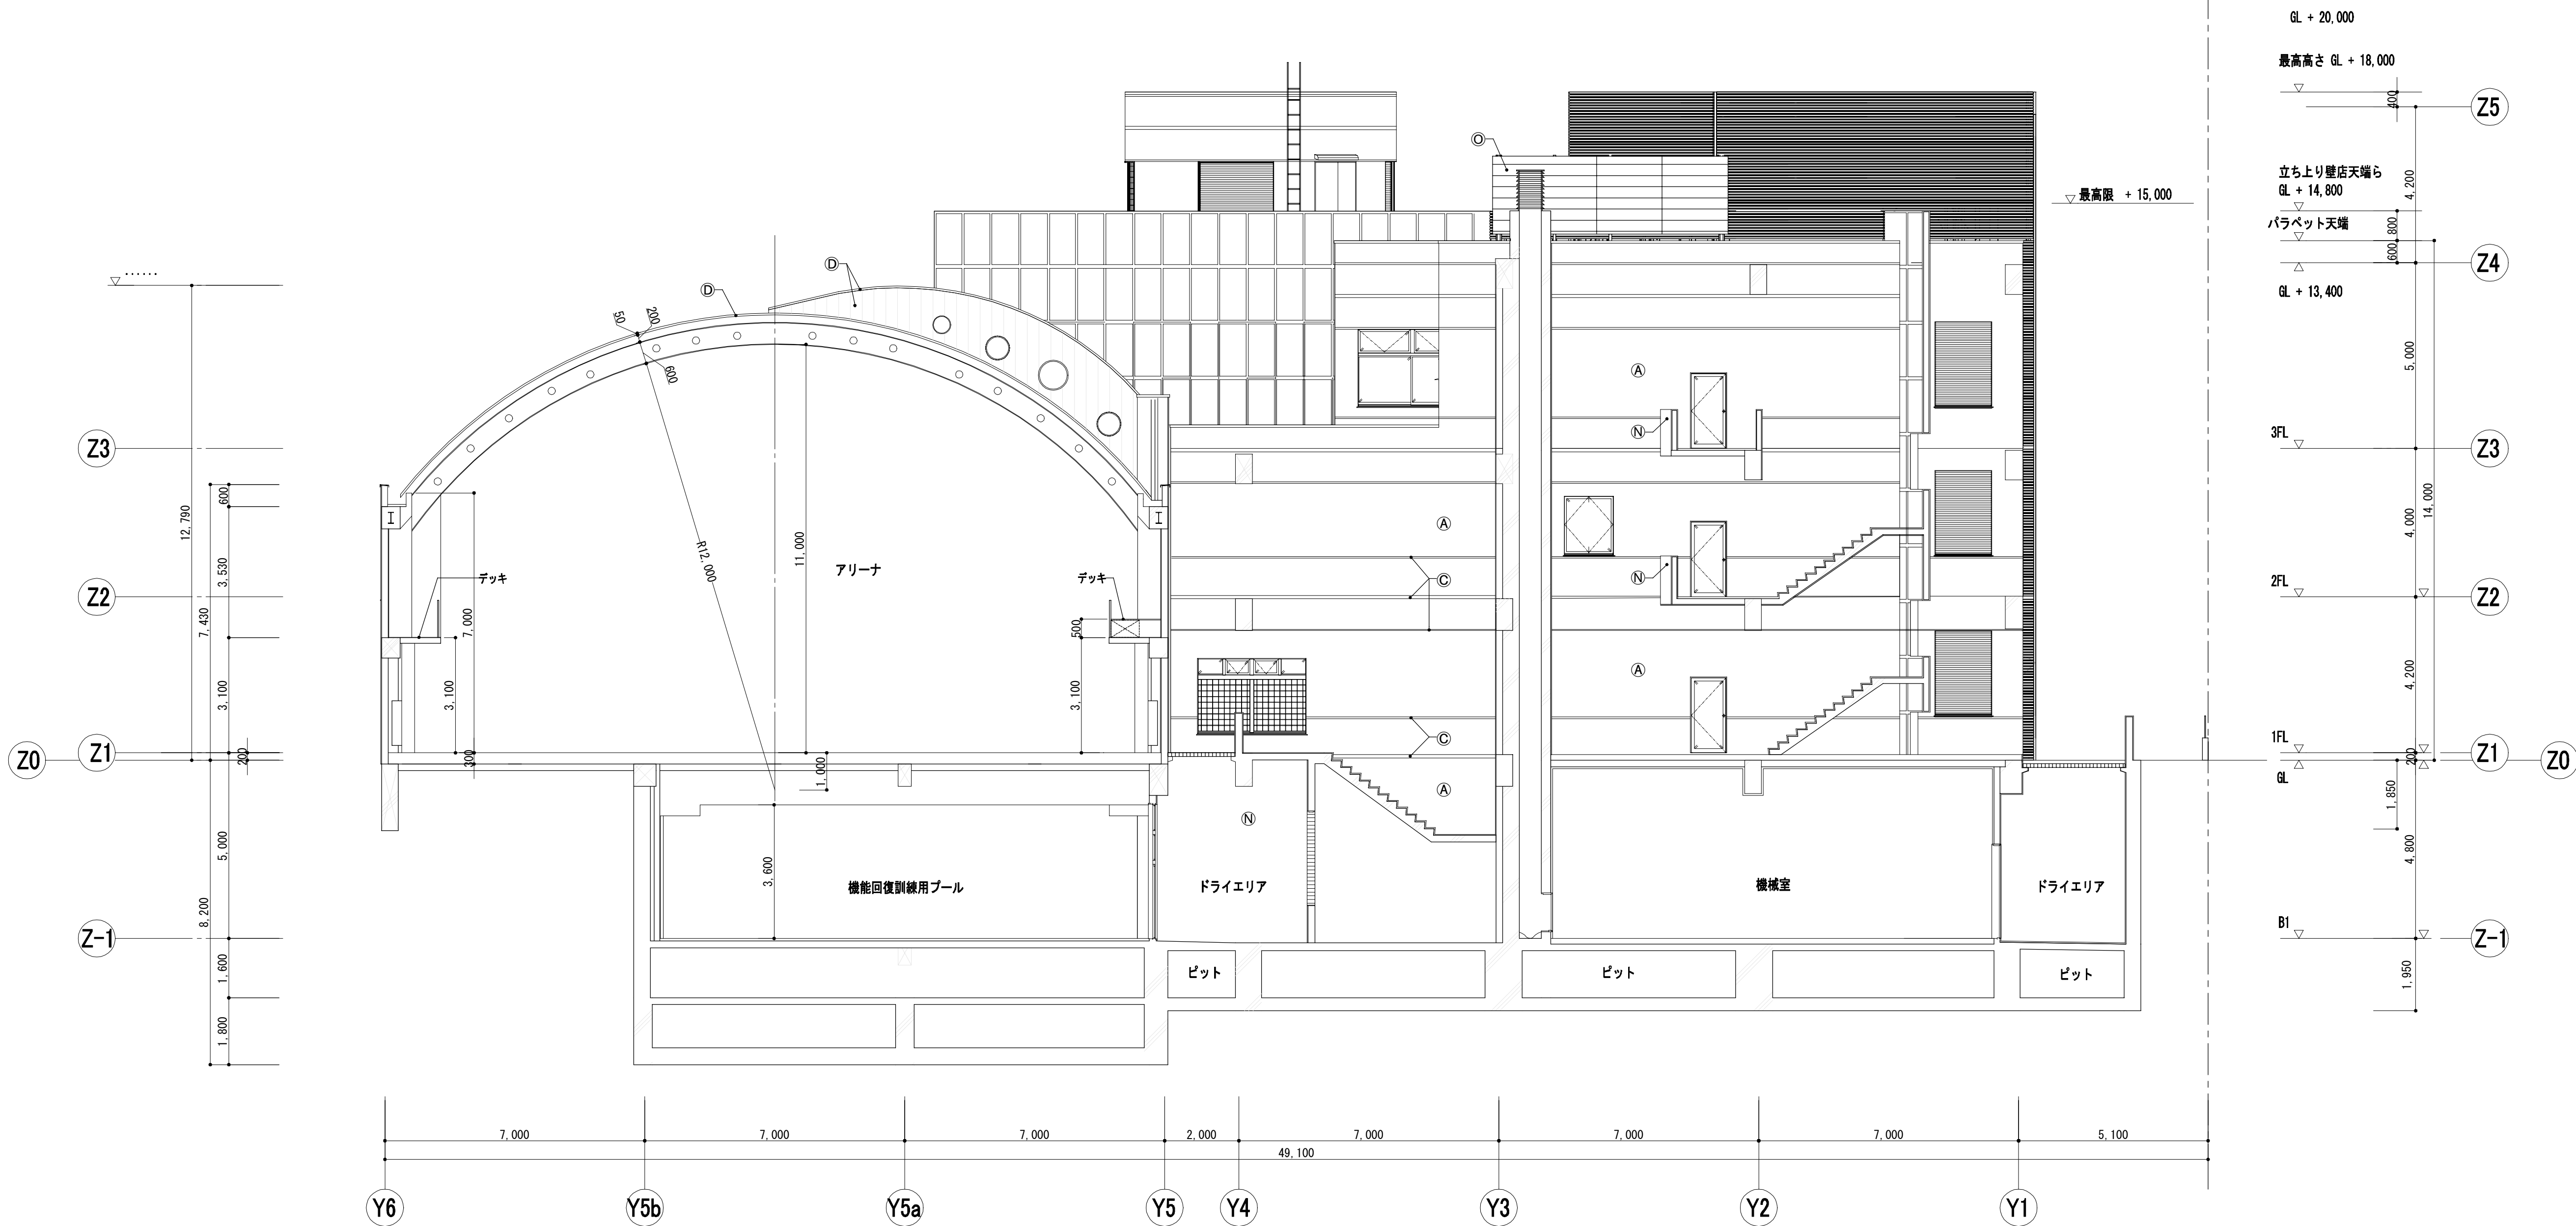 GL + 20,000
最高高さ GL + 18,000
400
Z5
O
立ち上り壁店天端ら
GL + 14,800
4,200
最高限 + 15,000
パラペット天端
800
600
Z4
GL + 13,400
......
D
D
50
200
600
5,000
A
N
3FL
Z3
Z3
600
12,790
14,000
4,000
A
R12,000
11,000
アリーナ
3,530
7,430
7,000
デッキ
デッキ
C
N
2FL
Z2
Z2
500
3,100
3,100
3,100
A
4,200
C
1FL
Z0
Z1
200
300
1,000
200
Z1
Z0
GL
A
1,850
N
5,000
3,600
4,800
機能回復訓練用プール
ドライエリア
機械室
ドライエリア
8,200
B1
Z-1
Z-1
1,600
ピット
ピット
ピット
1,950
1,800
7,000
7,000
7,000
2,000
7,000
7,000
7,000
5,100
49,100
Y6
Y5b
Y5a
Y5
Y4
Y3
Y2
Y1